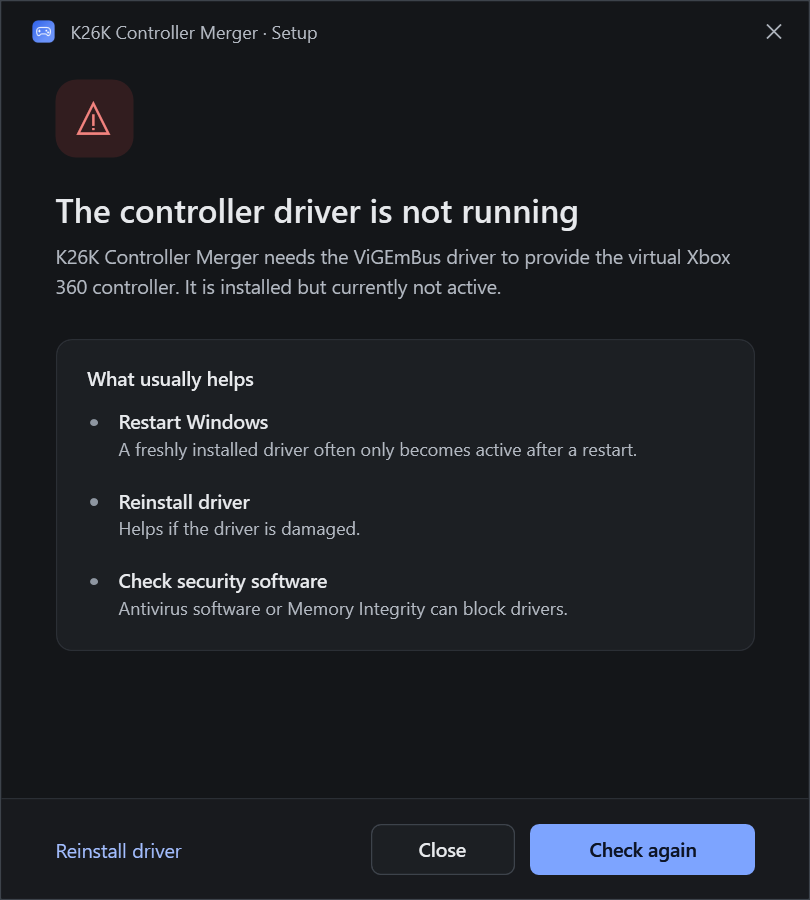 K26K Controller Merger · Setup
The controller driver is not running
K26K Controller Merger needs the ViGEmBus driver to provide the virtual Xbox
360 controller. It is installed but currently not active.
What usually helps
Restart Windows
A freshly installed driver often only becomes active after a restart.
Reinstall driver
Helps if the driver is damaged.
Check security software
Antivirus software or Memory Integrity can block drivers.
Reinstall driver
Close
Check again